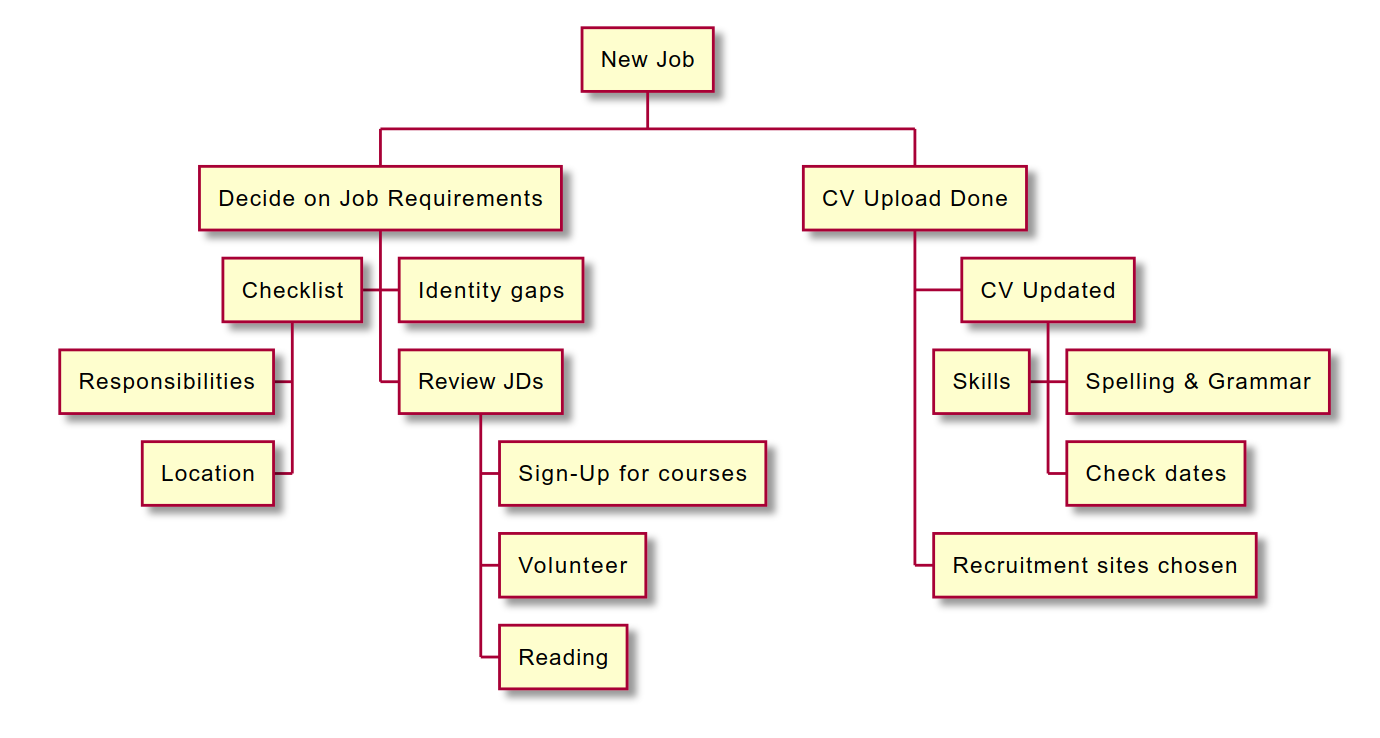 New Job
Decide on Job Requirements
CV Upload Done
Checklist
Identity gaps
CV Updated
Responsibilities
Review JDs
Skills
Spelling & Grammar
Location
Sign-Up for courses
Check dates
Volunteer
Recruitment sites chosen
Reading